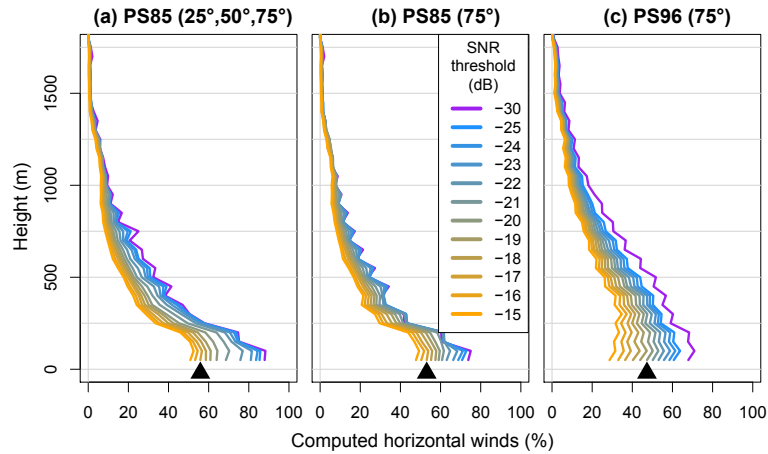 (a) PS85 (25°,50°,75°)
(b) PS85 (75°)
(c) PS96 (75°)
Height (m)
0
500
1000
1500
SNR
threshold
(dB)
−30
−25
−24
−23
−22
−21
−20
−19
−18
−17
−16
−15
0 20 40 60 80 100
0 20 40 60 80 100
0 20 40 60 80 100
Computed horizontal winds (%)